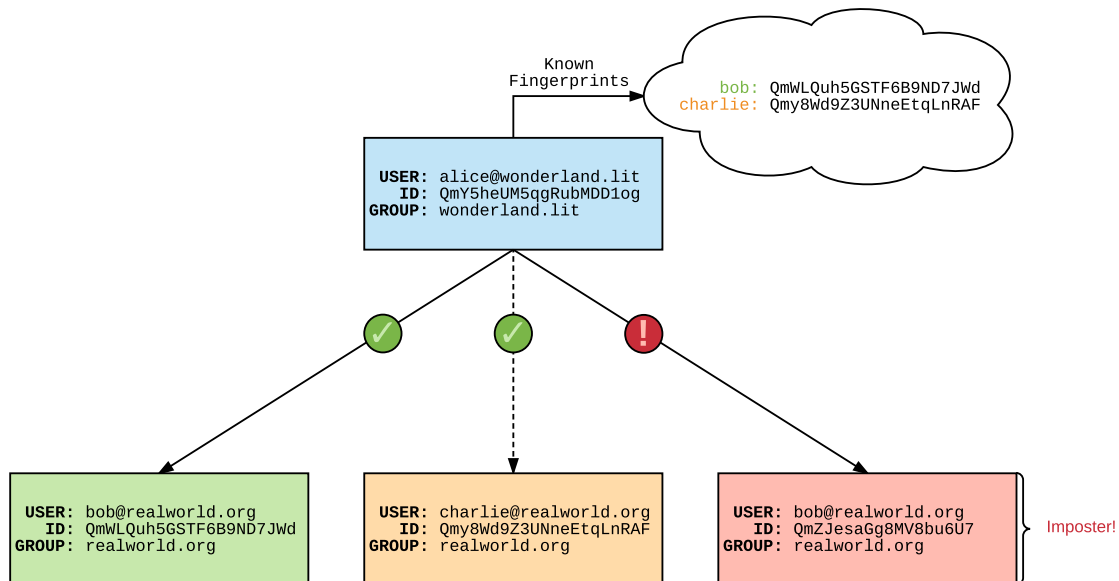 Known
Fingerprints
bob: QmWLQuh5GSTF6B9ND7JWd
charlie: Qmy8Wd9Z3UNneEtqLnRAF
USER: alice@wonderland.lit
ID: QmY5heUM5qgRubMDD1og
GROUP: wonderland.lit
✓
✓
!
USER: bob@realworld.org
ID: QmWLQuh5GSTF6B9ND7JWd
GROUP: realworld.org
USER: charlie@realworld.org
ID: Qmy8Wd9Z3UNneEtqLnRAF
GROUP: realworld.org
USER: bob@realworld.org
ID: QmZJesaGg8MV8bu6U7
GROUP: realworld.org
Imposter!